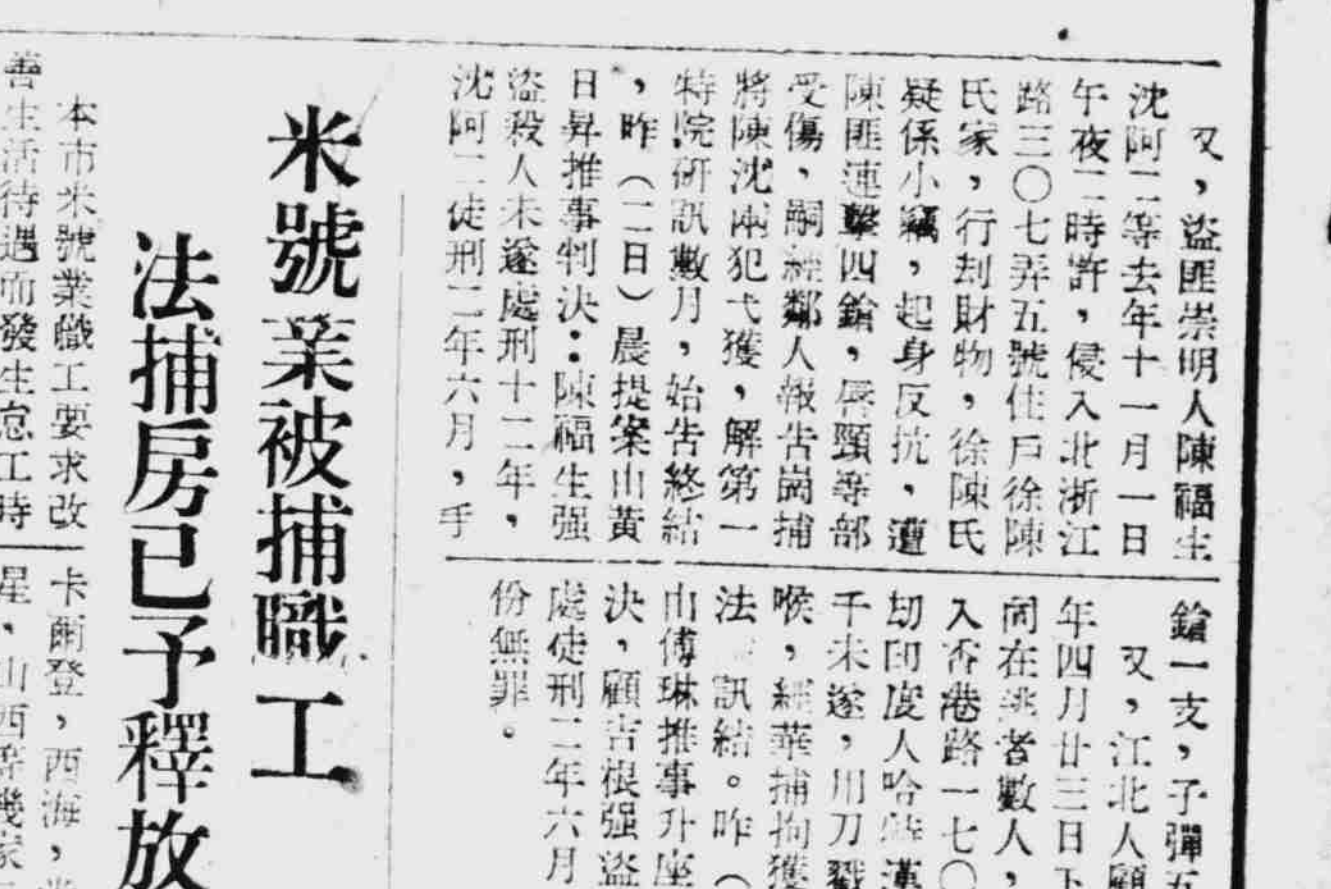 又，盜匪崇明人陳福生
沈阿二等去年十一月一日
午夜二時許，侵入北浙江
路三〇七弄五號住戶徐陳
氏家，行刦財物，徐陳氏
疑係小竊，起身反抗，遭
陳匪連擊四鎗，唇頸等部
受傷，嗣經鄰人報告崗捕
將陳沈兩犯弋獲，解第一
特院研訊數月，始告終結
，昨（二日）晨提案由黃
日昇推事判決：陳福生强
盜殺人未遂處刑十二年，
沈阿二徒刑二年六月，手
鎗一支，子彈五
又，江北人顧
年四月廿三日下
同在逃者數人，
入香港路一七〇
刧印度人哈
千未遂，用刀戳
喉，經華捕拘獲
法 訊結。昨（
由傅琳推事升座
決，顧吉根强盜
處徒刑二年六月
份無罪。
米號業被捕職工
法捕房已予釋放
本市米號業職工要求改
善生活待遇而發生怠工時
卡爾登，西海，
星，山西